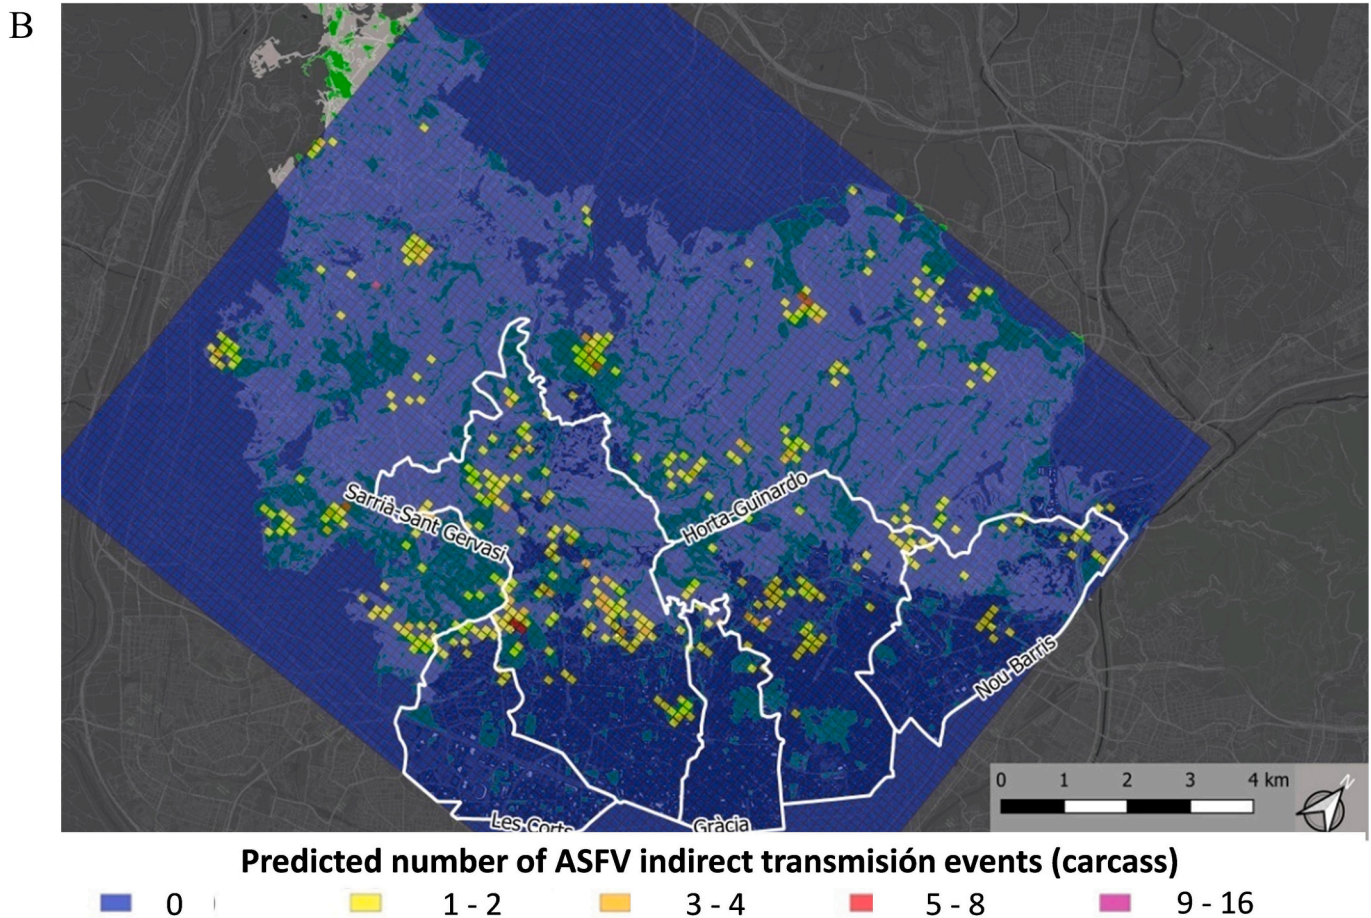 B
Sarrià-Sant Gervasi
Horta-Guinardo
Nou Barris
Les Corts
Gràcia
0 1 2 3 4 km
N
Predicted number of ASFV indirect transmisión events (carcass)
0 1 - 2 3 - 4 5 - 8 9 - 16